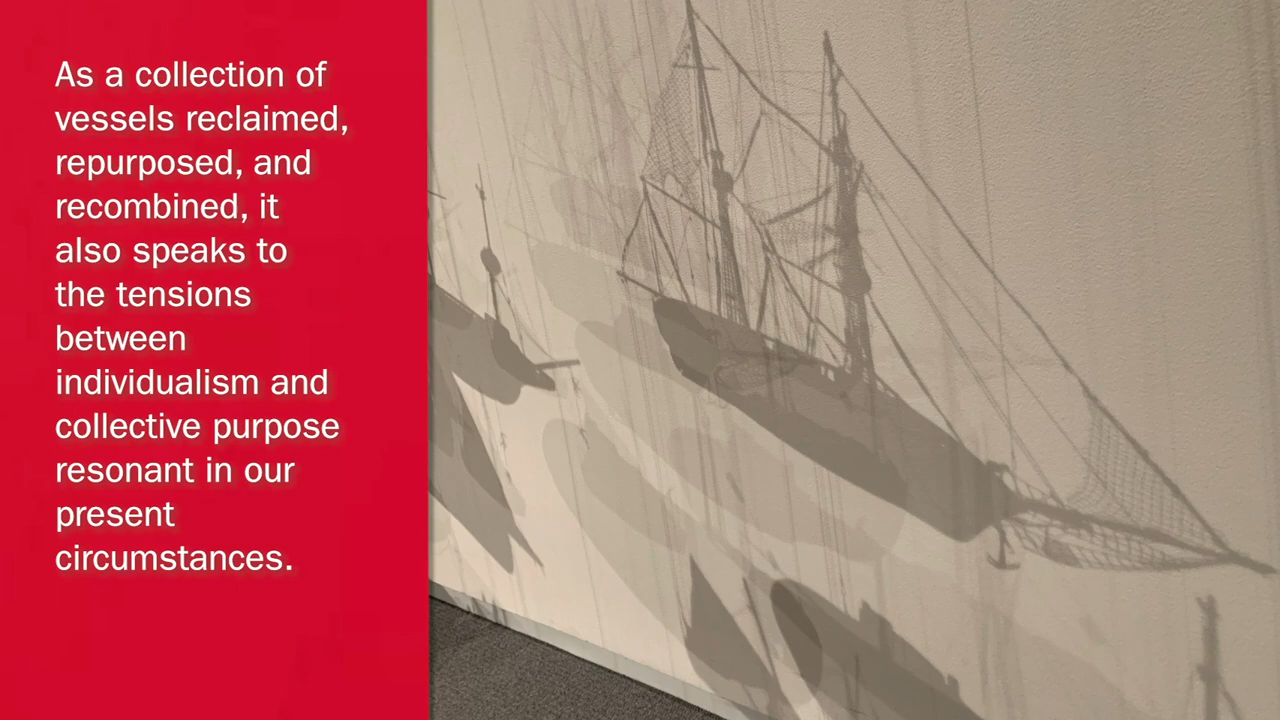 As a collection of
vessels reclaimed,
repurposed, and
recombined, it
also speaks to
the tensions
between
individualism and
collective purpose
resonant in our
present
circumstances.